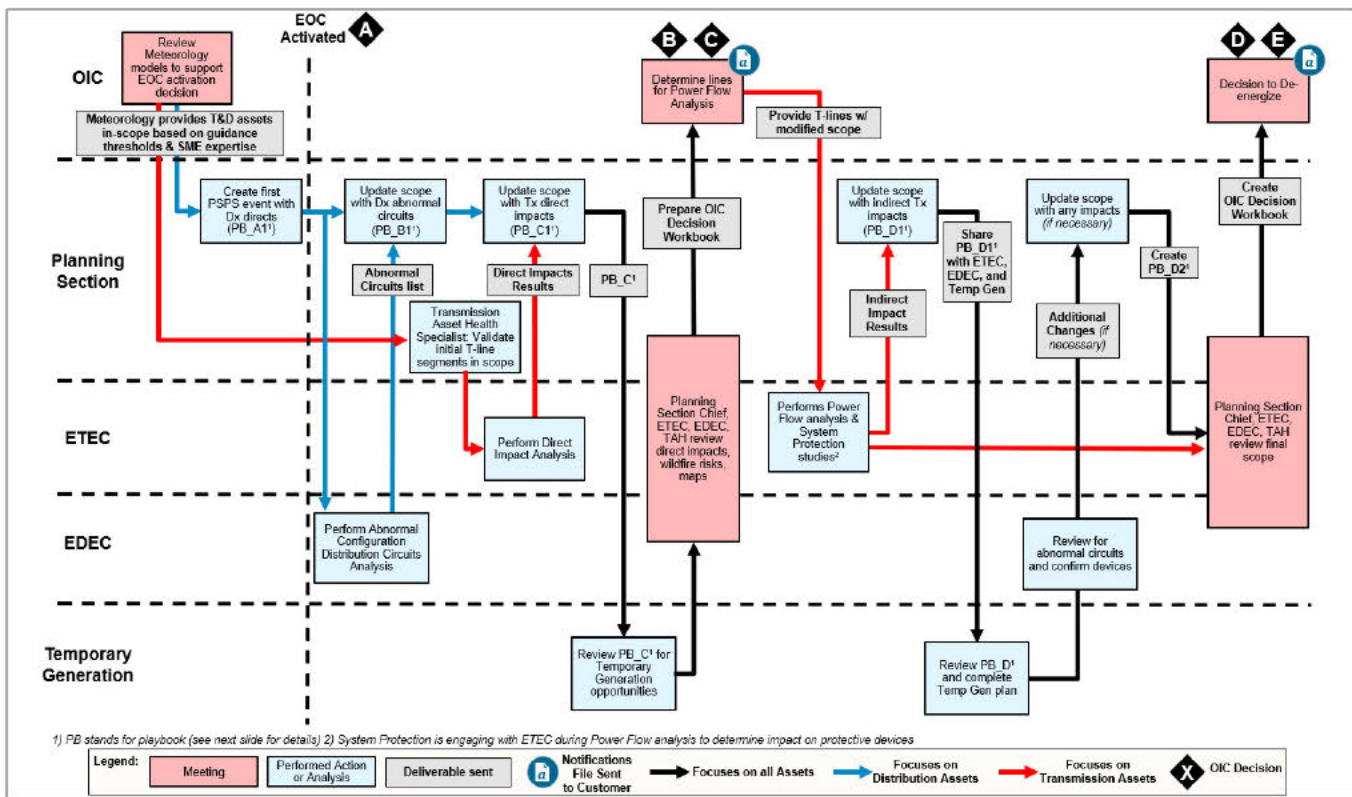 EOC
Activated
A
B
C
a
D
E
a
OIC
Review
Meteorology
models to support
EOC activation
decision
Meteorology provides T&D assets
in-scope based on guidance
thresholds & SME expertise
Determine lines
for Power Flow
Analysis
Provide T-lines w/
modified scope
Decision to De-
energize
Planning
Section
Create first
PSPS event with
Dx directs
(PB_A1¹)
Update scope
with Dx abnormal
circuits
(PB_B1¹)
Update scope
with Tx direct
impacts
(PB_C1¹)
Prepare OIC
Decision
Workbook
Update scope
with indirect Tx
impacts
(PB_D1¹)
Update scope
with any impacts
(if necessary)
Create
OIC Decision
Workbook
Abnormal
Circuits list
Direct Impacts
Results
PB_C¹
Share
PB_D1¹
with ETEC,
EDEC, and
Temp Gen
Create
PB_D2¹
Transmission
Asset Health
Specialist: Validate
initial T-line
segments in scope
Indirect
Impact
Results
Additional
Changes (if
necessary)
ETEC
Perform Direct
Impact Analysis
Planning
Section Chief,
ETEC, EDEC,
TAH review
direct impacts,
wildfire risks,
maps
Performs Power
Flow analysis &
System
Protection
studies²
Planning Section
Chief, ETEC,
EDEC, TAH
review final
scope
EDEC
Perform Abnormal
Configuration
Distribution Circuits
Analysis
Review for
abnormal circuits
and confirm devices
Temporary
Generation
Review PB_C¹ for
Temporary
Generation
opportunities
Review PB_D¹
and complete
Temp Gen plan
1) PB stands for playbook (see next slide for details) 2) System Protection is engaging with ETEC during Power Flow analysis to determine impact on protective devices
Legend:
Meeting
Performed Action
or Analysis
Deliverable sent
a
Notifications
File Sent
to Customer
Focuses on all Assets
Focuses on
Distribution Assets
Focuses on
Transmission Assets
X
OIC Decision